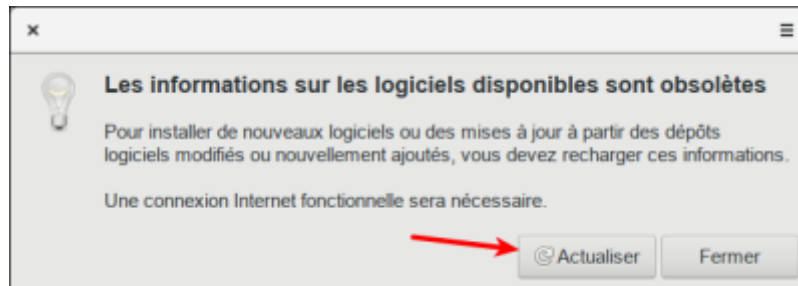 Les informations sur les logiciels disponibles sont obsolètes
Pour installer de nouveaux logiciels ou des mises à jour à partir des dépôts
logiciels modifiés ou nouvellement ajoutés, vous devez recharger ces informations.
Une connexion Internet fonctionnelle sera nécessaire.
Actualiser Fermer